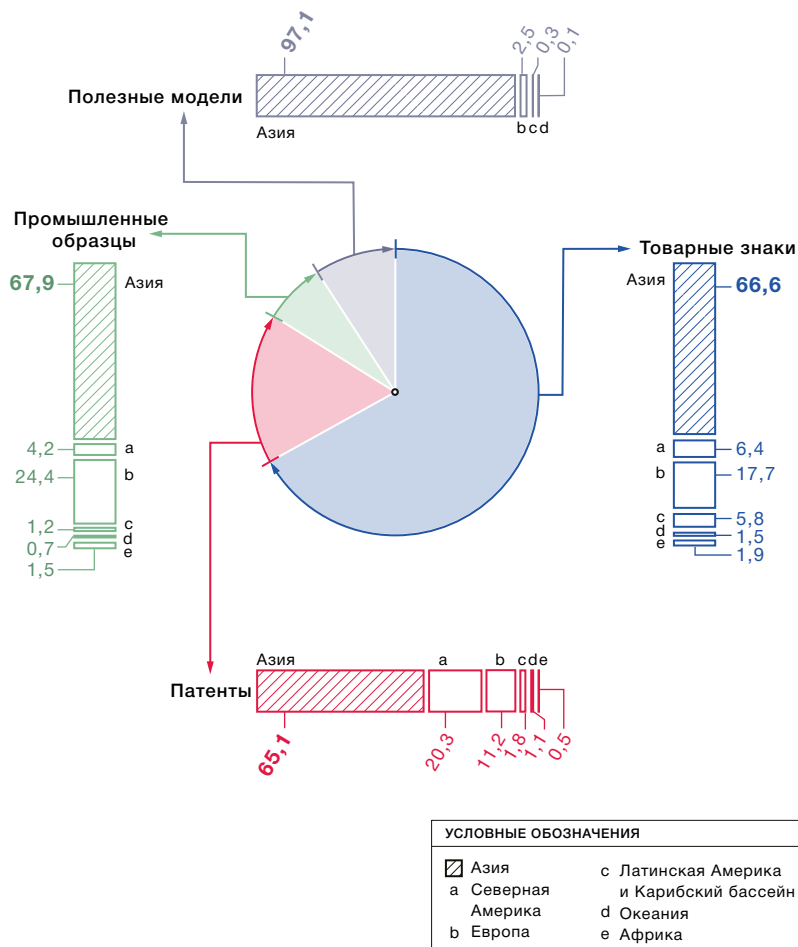 97,1
2,5
0,3
0,1
Полезные модели
Азия
b c d
Промышленные
образцы
67,9
Азия
4,2
a
24,4
b
1,2
c
0,7
d
1,5
e
Товарные знаки
Азия
66,6
a
6,4
b
17,7
c
5,8
d
1,5
e
1,9
Азия
a
b
c d e
Патенты
65,1
20,3
11,2
1,8
1,1
0,5
УСЛОВНЫЕ ОБОЗНАЧЕНИЯ
Азия
a Северная
Америка
b Европа
c Латинская Америка
и Карибский бассейн
d Океания
e Африка